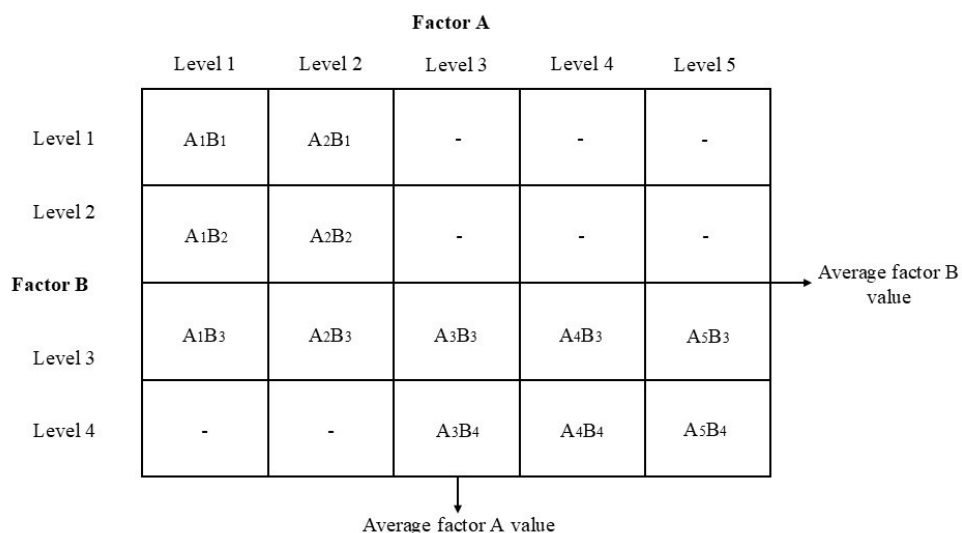 Factor A
Level 1 Level 2 Level 3 Level 4 Level 5
Level 1 A1B1 A2B1 - - -
Level 2 A1B2 A2B2 - - -
Factor B
Average factor B
value
Level 3 A1B3 A2B3 A3B3 A4B3 A5B3
Level 4 - - A3B4 A4B4 A5B4
Average factor A value